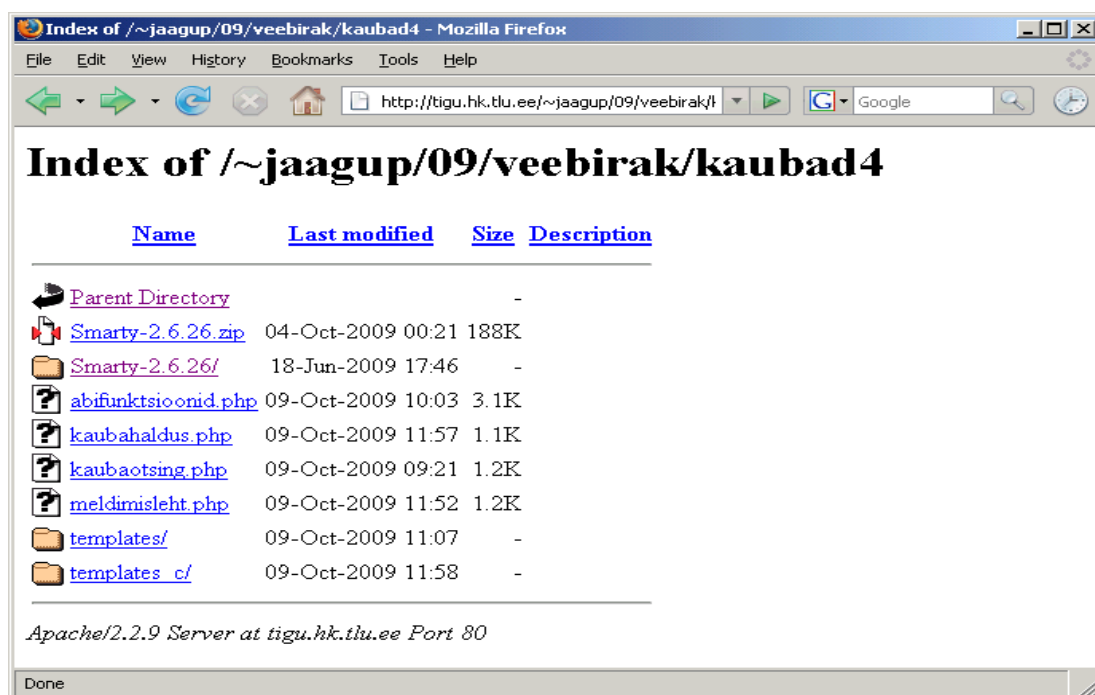 Index of /~jaagup/09/veebirak/kaubad4 - Mozilla Firefox
File Edit View History Bookmarks Tools Help
http://tigu.hk.tlu.ee/~jaagup/09/veebirak/k
G Google
Index of /~jaagup/09/veebirak/kaubad4
Name Last modified Size Description
Parent Directory -
Smarty-2.6.26.zip 04-Oct-2009 00:21 188K
Smarty-2.6.26/ 18-Jun-2009 17:46 -
abifunktsioonid.php 09-Oct-2009 10:03 3.1K
kaubahaldus.php 09-Oct-2009 11:57 1.1K
kaubaotsing.php 09-Oct-2009 09:21 1.2K
meldimisleht.php 09-Oct-2009 11:52 1.2K
templates/ 09-Oct-2009 11:07 -
templates_c/ 09-Oct-2009 11:58 -
Apache/2.2.9 Server at tigu.hk.tlu.ee Port 80
Done